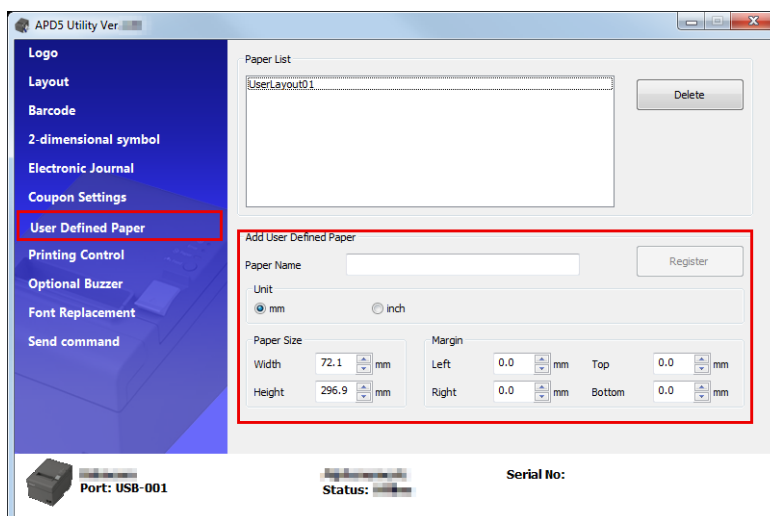 APD5 Utility Ver.
Logo
Layout
Barcode
2-dimensional symbol
Electronic Journal
Coupon Settings
User Defined Paper
Printing Control
Optional Buzzer
Font Replacement
Send command
Paper List
UserLayout01
Delete
Add User Defined Paper
Paper Name
Register
Unit
mm inch
Paper Size Margin
Width 72.1 mm Left 0.0 mm Top 0.0 mm
Height 296.9 mm Right 0.0 mm Bottom 0.0 mm
Port: USB-001
Status:
Serial No: